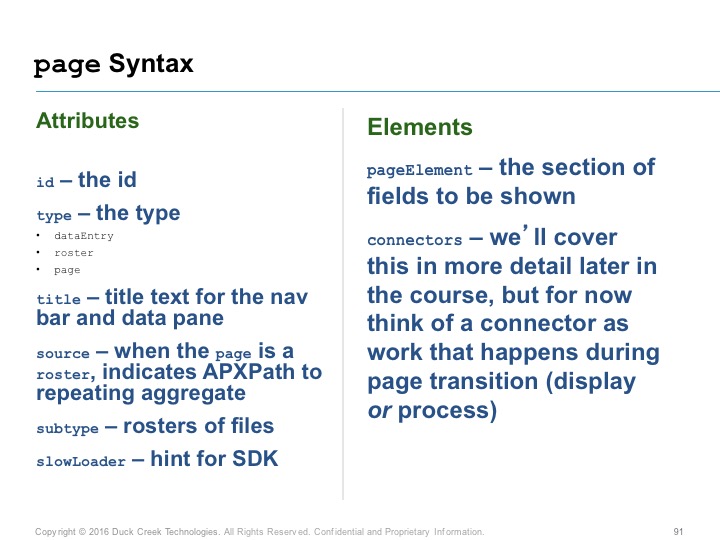 page Syntax
Attributes
id – the id
type – the type
• dataEntry
• roster
• page
title – title text for the nav
bar and data pane
source – when the page is a
roster, indicates APXPath to
repeating aggregate
subtype – rosters of files
slowLoader – hint for SDK
Elements
pageElement – the section of
fields to be shown
connectors – we’ll cover
this in more detail later in
the course, but for now
think of a connector as
work that happens during
page transition (display
or process)
Copyright © 2016 Duck Creek Technologies. All Rights Reserved. Confidential and Proprietary Information.
91